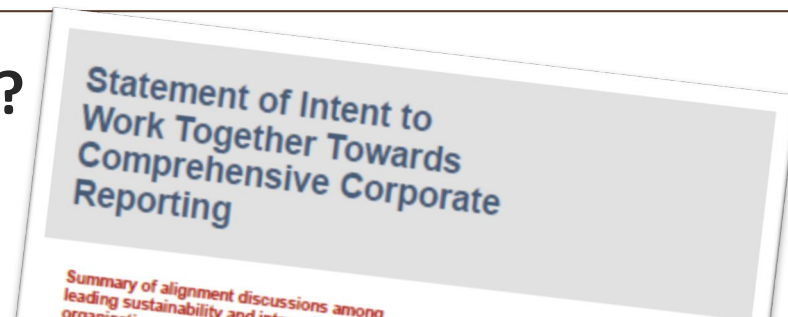 ?
Statement of Intent to
Work Together Towards
Comprehensive Corporate
Reporting
Summary of alignment discussions among
leading sustainability and